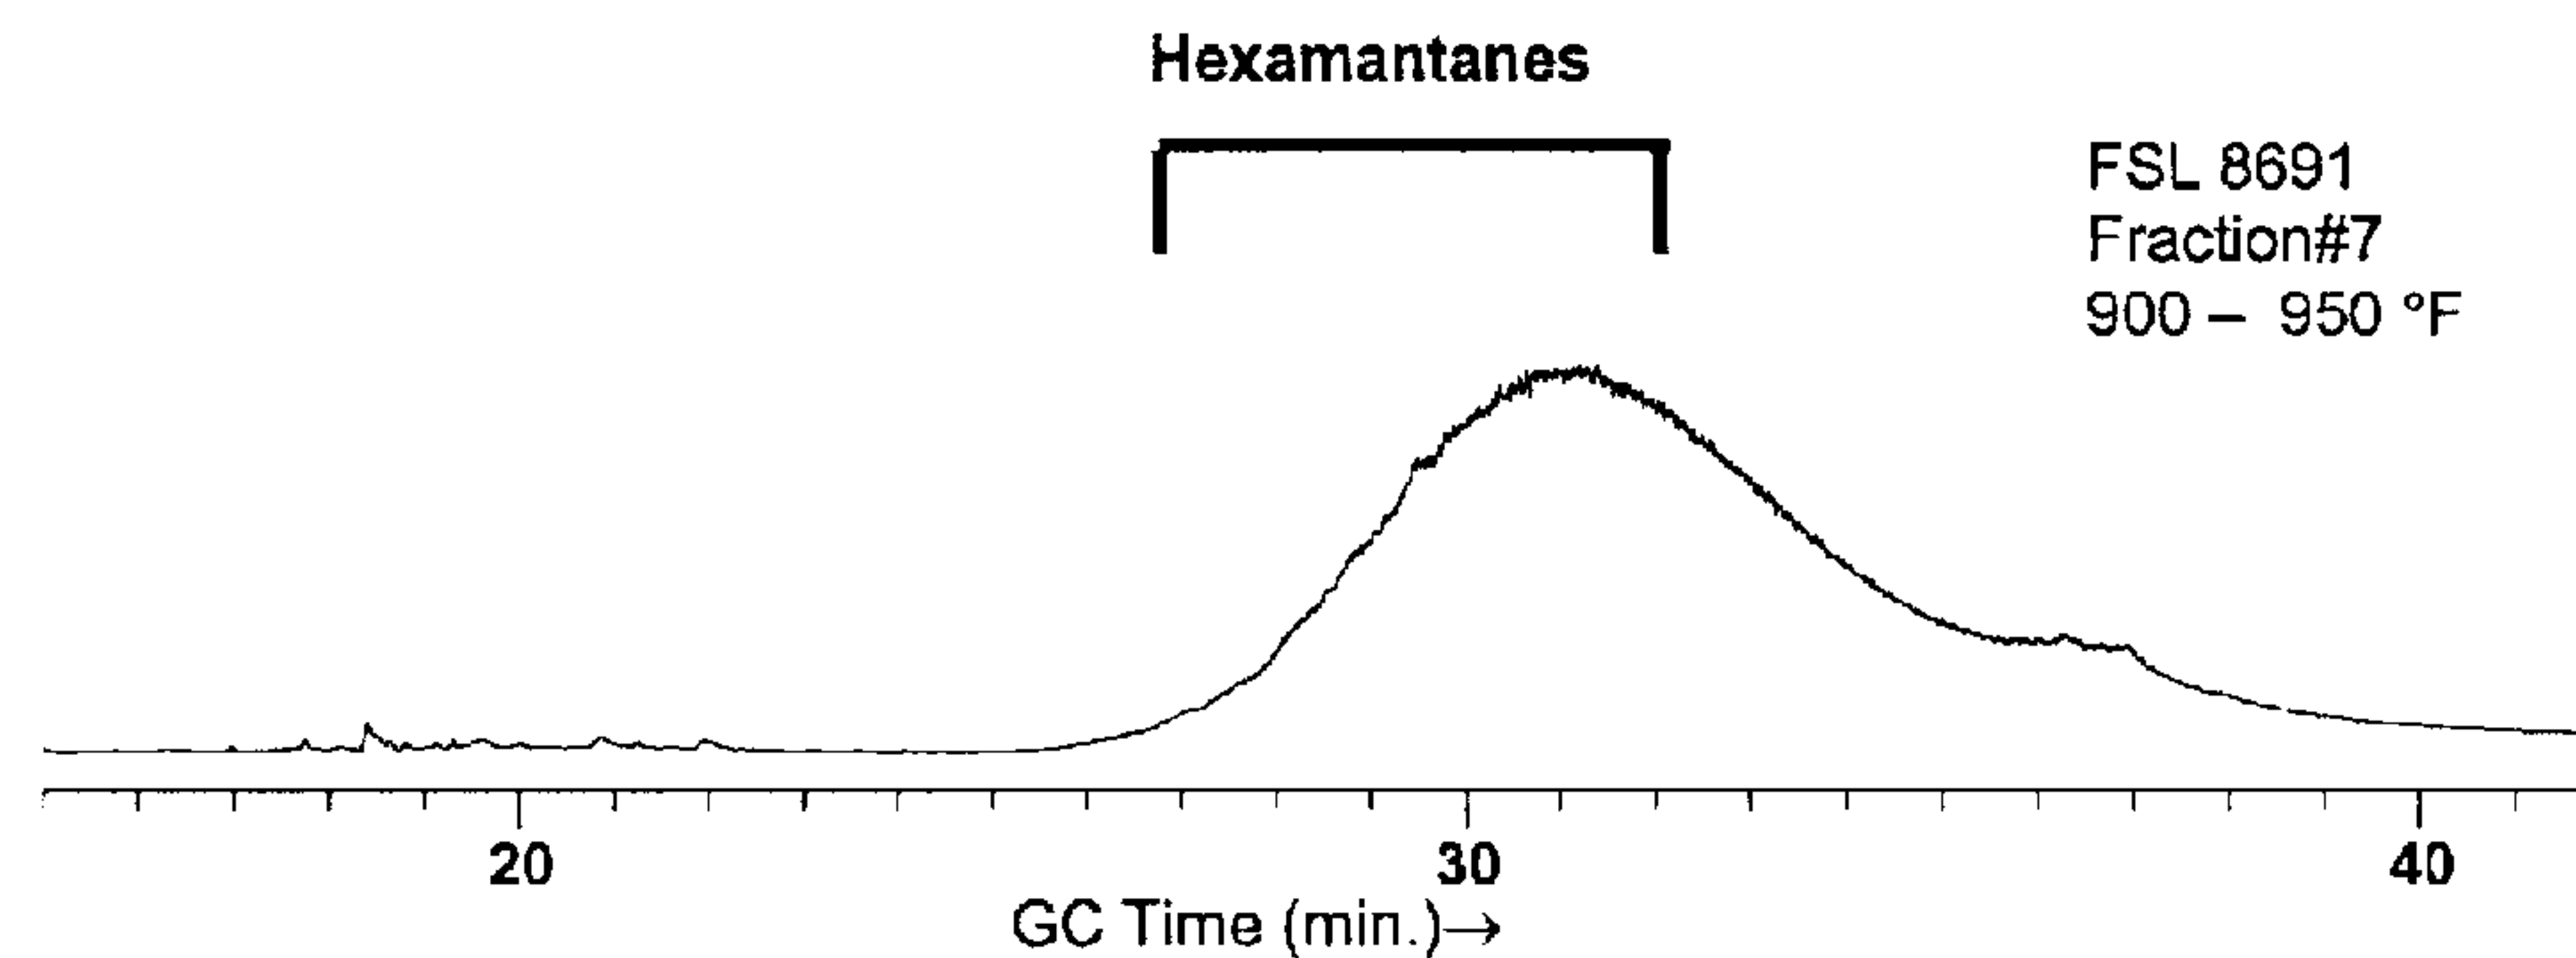 Hexamantanes
FSL 8691
Fraction#7
900 – 950 °F
20
30
40
GC Time (min.)→